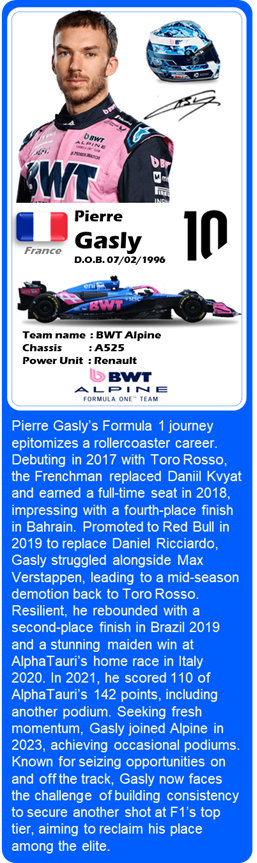 BWT
ALPINE
BWT
Pierre
Gasly
D.O.B. 07/02/1996
10
France
Team name : BWT Alpine
Chassis : A525
Power Unit : Renault
BWT
ALPINE
FORMULA ONE™ TEAM
Pierre Gasly’s Formula 1 journey
epitomizes a rollercoaster career.
Debuting in 2017 with Toro Rosso,
the Frenchman replaced Daniil Kvyat
and earned a full-time seat in 2018,
impressing with a fourth-place finish
in Bahrain. Promoted to Red Bull in
2019 to replace Daniel Ricciardo,
Gasly struggled alongside Max
Verstappen, leading to a mid-season
demotion back to Toro Rosso.
Resilient, he rebounded with a
second-place finish in Brazil 2019
and a stunning maiden win at
AlphaTauri’s home race in Italy
2020. In 2021, he scored 110 of
AlphaTauri’s 142 points, including
another podium. Seeking fresh
momentum, Gasly joined Alpine in
2023, achieving occasional podiums.
Known for seizing opportunities on
and off the track, Gasly now faces
the challenge of building consistency
to secure another shot at F1’s top
tier, aiming to reclaim his place
among the elite.